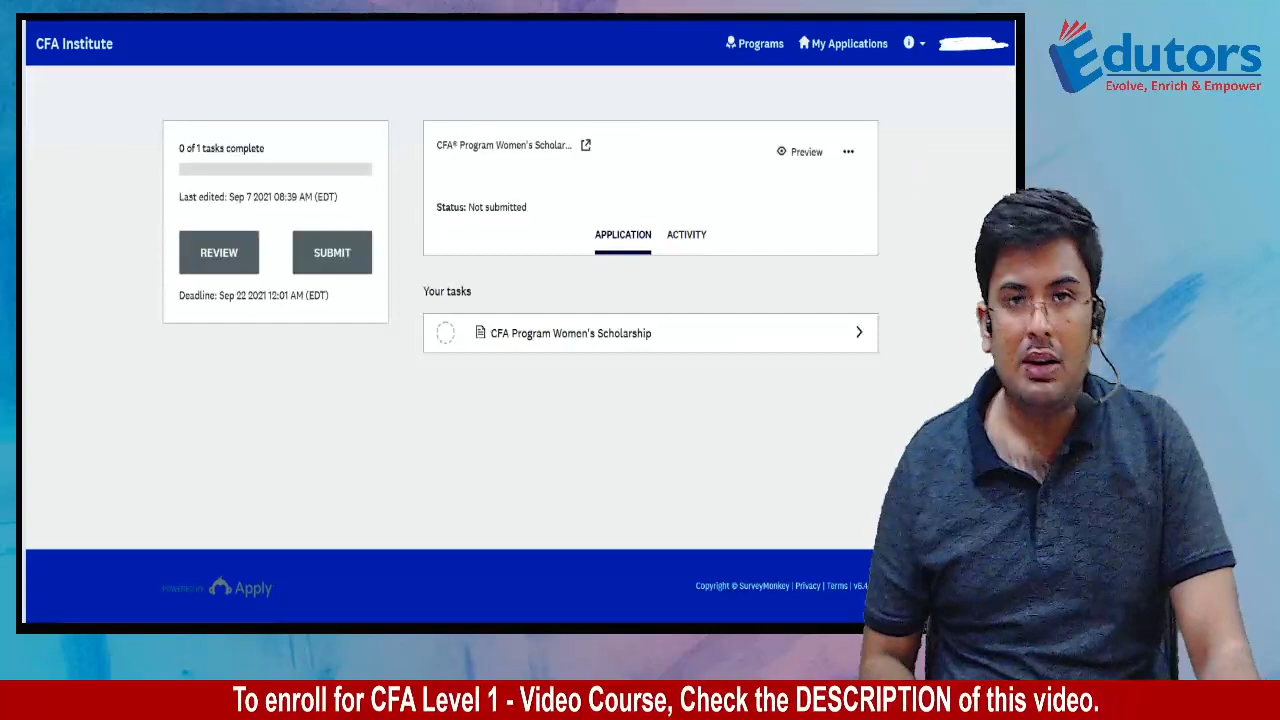 CFA Institute
Programs
My Applications
Edutors
Evolve, Enrich & Empower
0 of 1 tasks complete
Last edited: Sep 7 2021 08:39 AM (EDT)
REVIEW
SUBMIT
Deadline: Sep 22 2021 12:01 AM (EDT)
CFA® Program Women's Scholar...
Preview
•••
Status: Not submitted
APPLICATION
ACTIVITY
Your tasks
CFA Program Women's Scholarship
Apply
Copyright © SurveyMonkey | Privacy | Terms | v6.4
To enroll for CFA Level 1 - Video Course, Check the DESCRIPTION of this video.